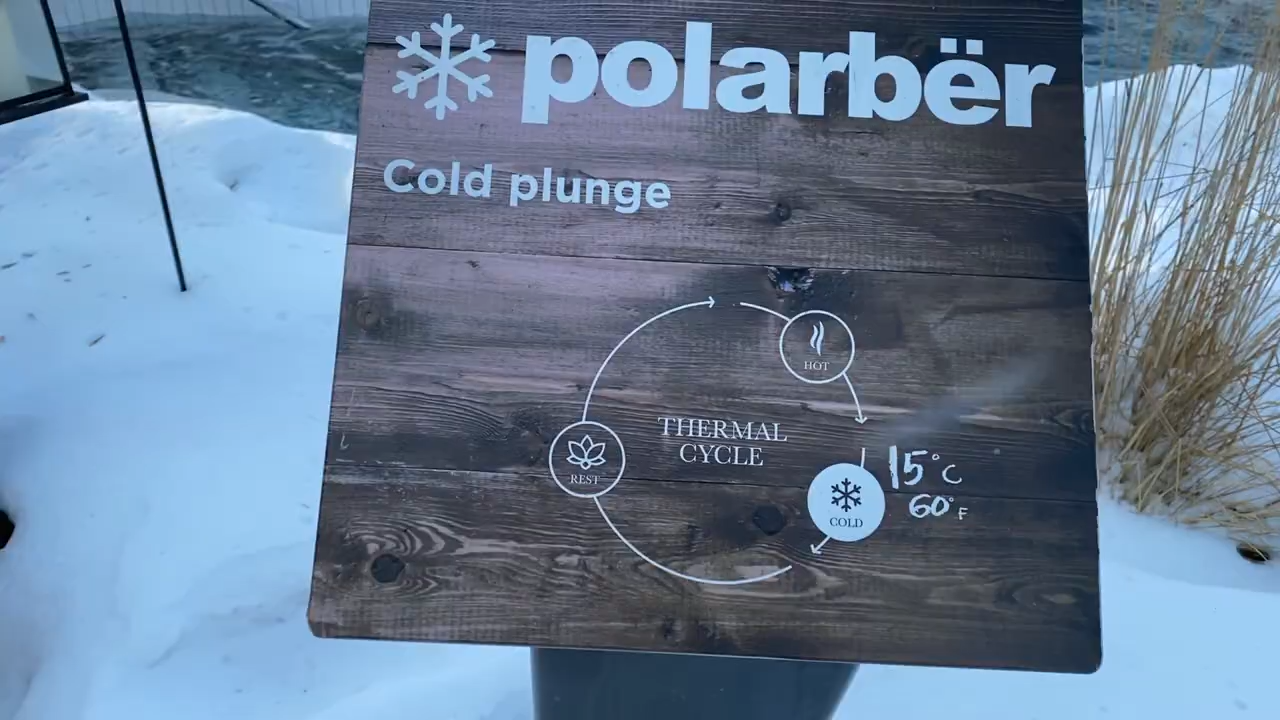 polarbër
Cold plunge
HOT
THERMAL
CYCLE
15°C
60°F
REST
COLD